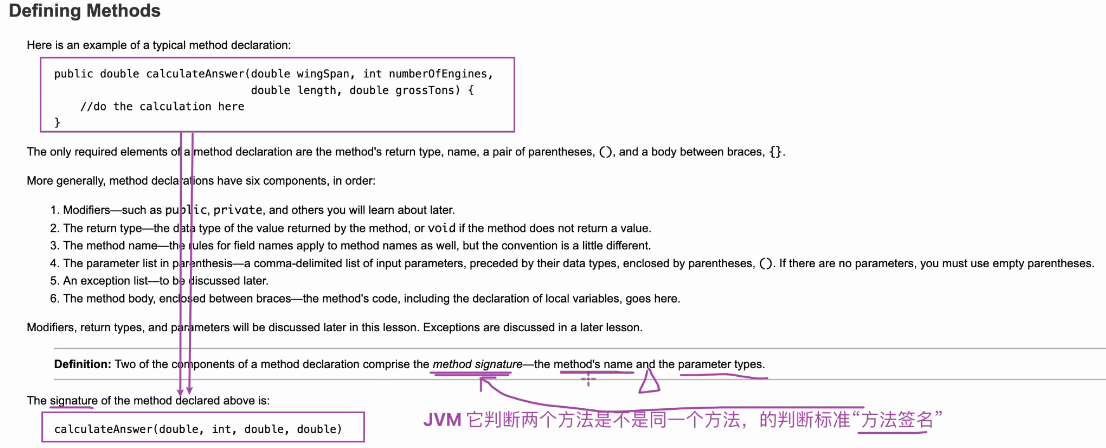 Defining Methods
Here is an example of a typical method declaration:
public double calculateAnswer(double wingSpan, int numberOfEngines,
double length, double grossTons) {
//do the calculation here
}
The only required elements of a method declaration are the method's return type, name, a pair of parentheses, (), and a body between braces, {}.
More generally, method declarations have six components, in order:
1. Modifiers—such as public, private, and others you will learn about later.
2. The return type—the data type of the value returned by the method, or void if the method does not return a value.
3. The method name—the rules for field names apply to method names as well, but the convention is a little different.
4. The parameter list in parenthesis—a comma-delimited list of input parameters, preceded by their data types, enclosed by parentheses, (). If there are no parameters, you must use empty parentheses.
5. An exception list—to be discussed later.
6. The method body, enclosed between braces—the method's code, including the declaration of local variables, goes here.
Modifiers, return types, and parameters will be discussed later in this lesson. Exceptions are discussed in a later lesson.
Definition: Two of the components of a method declaration comprise the method signature—the method's name and the parameter types.
The signature of the method declared above is:
JVM 它判断两个方法是不是同一个方法，的判断标准“方法签名”
calculateAnswer(double, int, double, double)